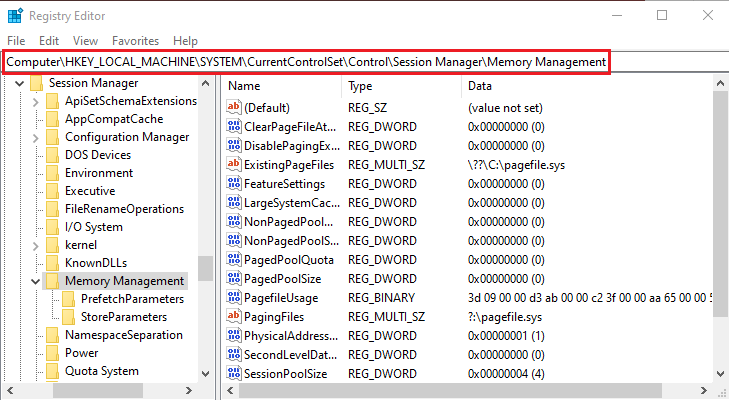 Registry Editor
File Edit View Favorites Help
Computer\HKEY_LOCAL_MACHINE\SYSTEM\CurrentControlSet\Control\Session Manager\Memory Management
Session Manager
ApiSetSchemaExtensions
AppCompatCache
Configuration Manager
DOS Devices
Environment
Executive
FileRenameOperations
I/O System
kernel
KnownDLLs
Memory Management
PrefetchParameters
StoreParameters
NamespaceSeparation
Power
Quota System
Name Type Data
(Default) REG_SZ (value not set)
ClearPageFileAt... REG_DWORD 0x00000000 (0)
DisablePagingEx... REG_DWORD 0x00000000 (0)
ExistingPageFiles REG_MULTI_SZ \??\C:\pagefile.sys
FeatureSettings REG_DWORD 0x00000000 (0)
LargeSystemCac... REG_DWORD 0x00000000 (0)
NonPagedPool... REG_DWORD 0x00000000 (0)
NonPagedPoolS... REG_DWORD 0x00000000 (0)
PagedPoolQuota REG_DWORD 0x00000000 (0)
PagedPoolSize REG_DWORD 0x00000000 (0)
PagefileUsage REG_BINARY 3d 09 00 00 d3 ab 00 00 c2 3f 00 00 aa 65 00 00
PagingFiles REG_MULTI_SZ ?:\pagefile.sys
PhysicalAddress... REG_DWORD 0x00000001 (1)
SecondLevelDat... REG_DWORD 0x00000000 (0)
SessionPoolSize REG_DWORD 0x00000004 (4)